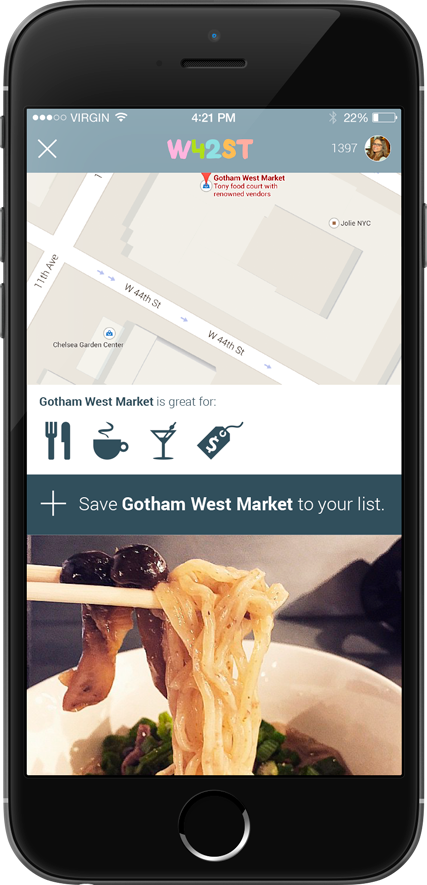 VIRGIN
4:21 PM
22%
W42ST
1397
Gotham West Market
Tony food court with
renowned vendors
Jolie NYC
11th Ave
W 44th St
W 44th St
Chelsea Garden Center
Gotham West Market is great for:
Save Gotham West Market to your list.